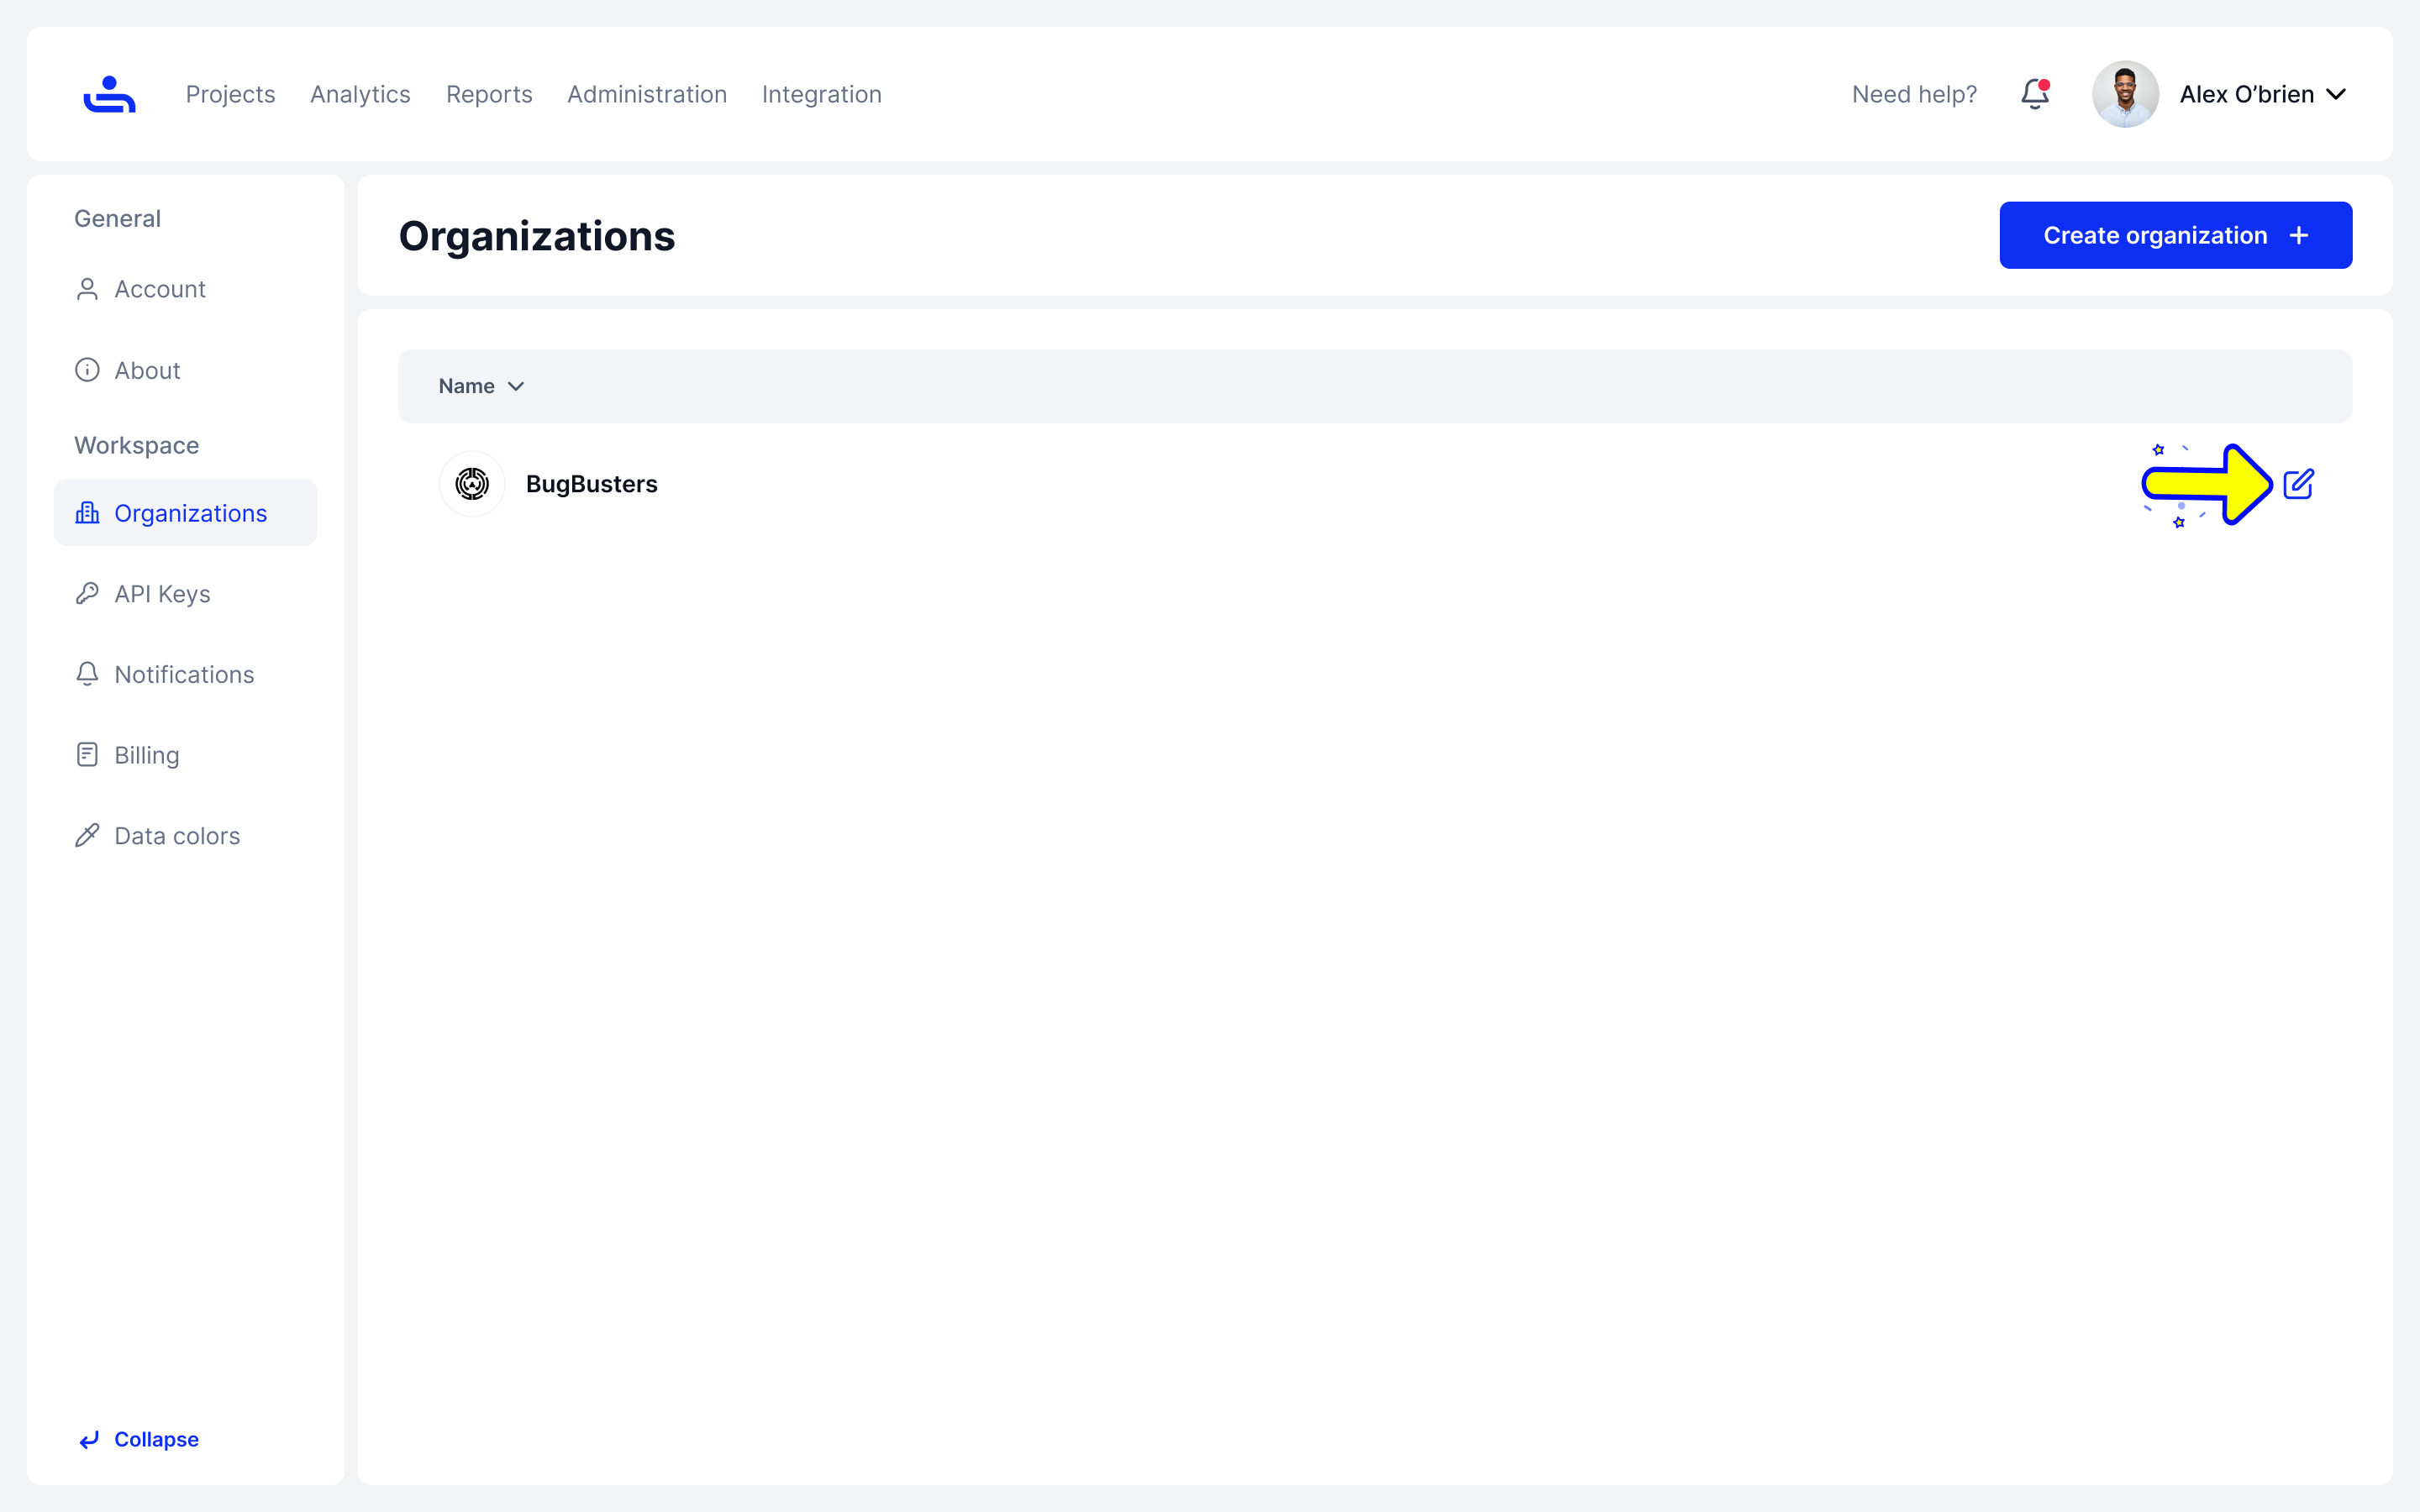 Projects Analytics Reports Administration Integration Need help? Alex O’brien
General
Account
About
Workspace
Organizations
API Keys
Notifications
Billing
Data colors
Collapse
Organizations
Create organization
Name
BugBusters